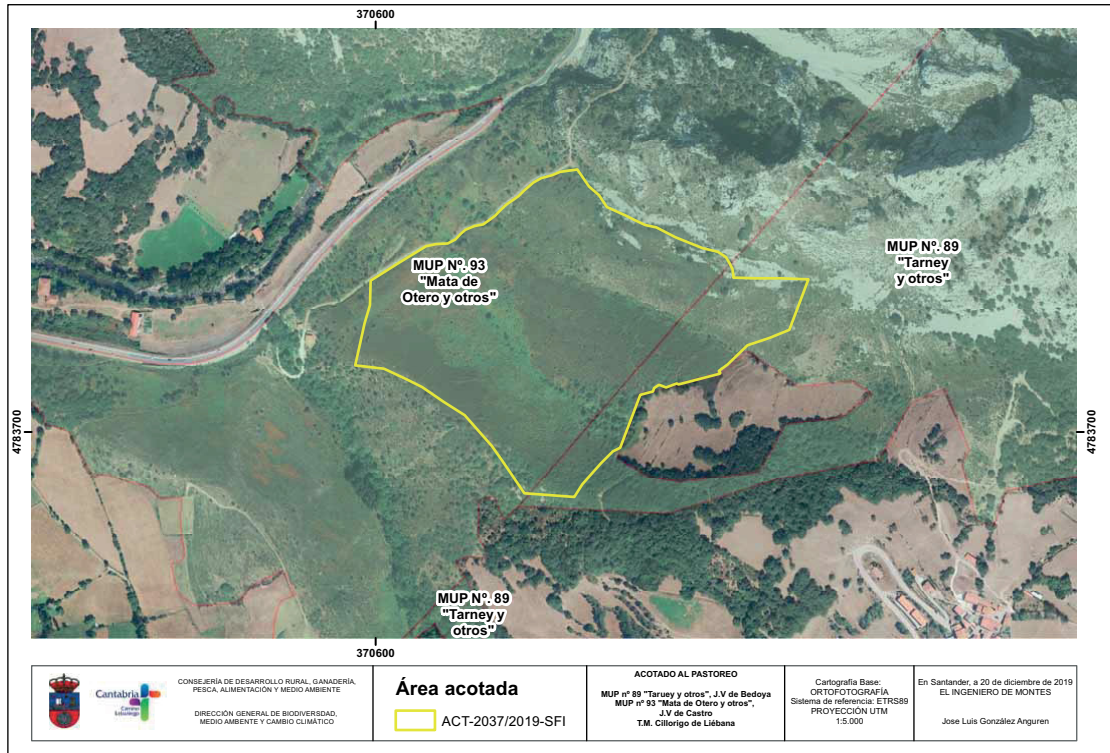 370600
MUP Nº. 93
"Mata de
Otero y otros"
MUP Nº. 89
"Tarney
y otros"
4783700
4783700
MUP Nº. 89
"Tarney y
otros"
370600
Cantabria
CONSEJERÍA DE DESARROLLO RURAL, GANADERÍA,
PESCA, ALIMENTACIÓN Y MEDIO AMBIENTE
DIRECCIÓN GENERAL DE BIODIVERSDAD,
MEDIO AMBIENTE Y CAMBIO CLIMÁTICO
Área acotada
ACT-2037/2019-SFI
ACOTADO AL PASTOREO
MUP nº 89 "Taruey y otros", J.V de Bedoya
MUP nº 93 "Mata de Otero y otros",
J.V de Castro
T.M. Cillorigo de Liébana
Cartografía Base:
ORTOFOTOGRAFÍA
Sistema de referencia: ETRS89
PROYECCIÓN UTM
1:5.000
En Santander, a 20 de diciembre de 2019
EL INGENIERO DE MONTES
Jose Luis González Anguren